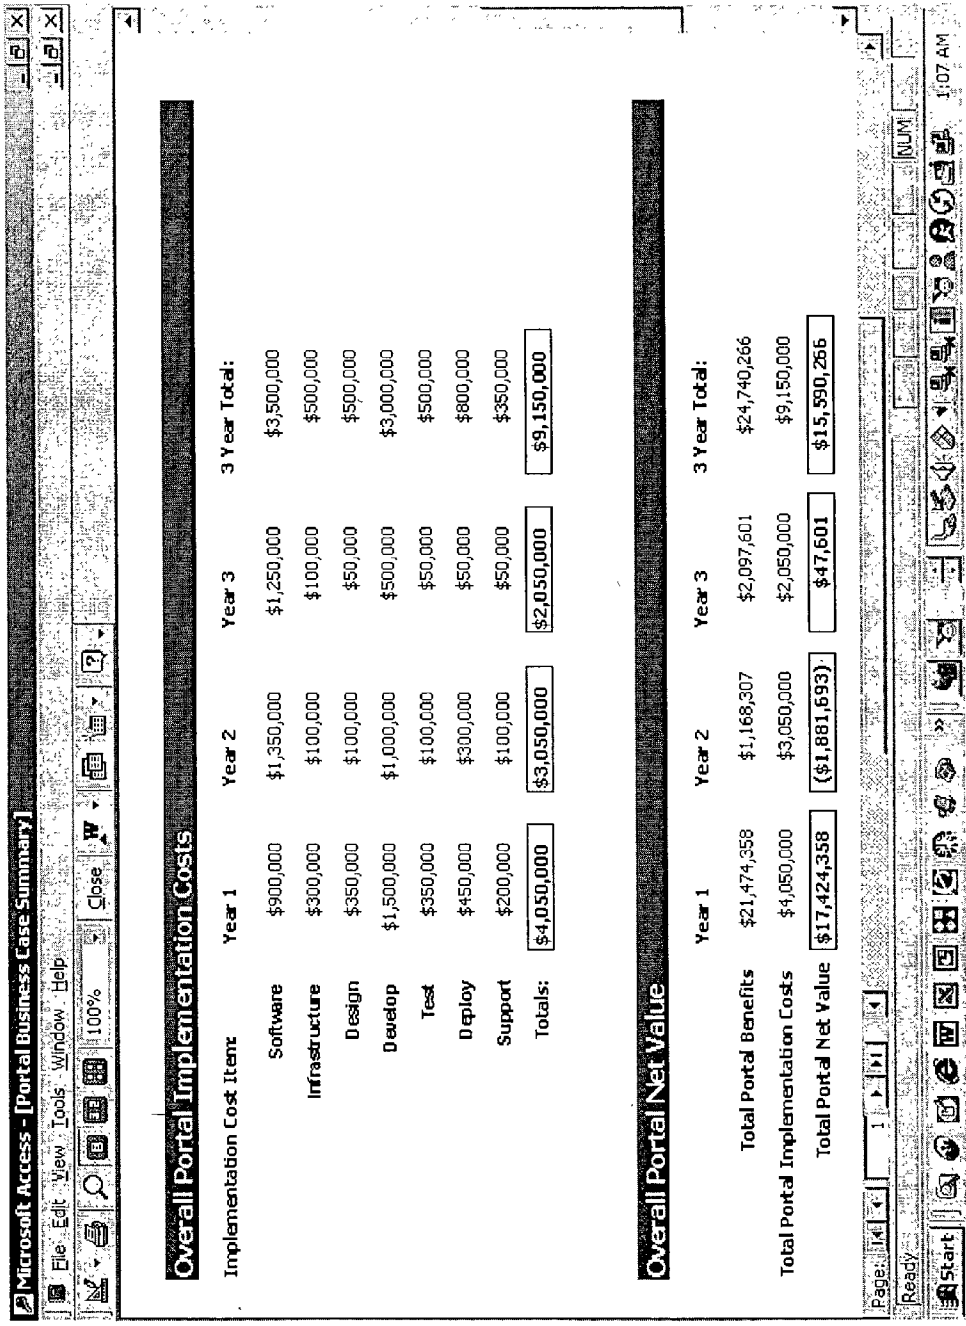 Microsoft Access - [Portal Business Case Summary]
File Edit View Tools Window Help
100% Close W
Overall Portal Implementation Costs
Implementation Cost Item: Year 1 Year 2 Year 3 3 Year Total:
Software $900,000 $1,350,000 $1,250,000 $3,500,000
Infrastructure $300,000 $100,000 $100,000 $500,000
Design $350,000 $100,000 $50,000 $500,000
Develop $1,500,000 $1,000,000 $500,000 $3,000,000
Test $350,000 $100,000 $50,000 $500,000
Deploy $450,000 $300,000 $50,000 $800,000
Support $200,000 $100,000 $50,000 $350,000
Totals: $4,050,000 $3,050,000 $2,050,000 $9,150,000
Overall Portal Net Value
Year 1 Year 2 Year 3 3 Year Total:
Total Portal Benefits $21,474,358 $1,168,307 $2,097,601 $24,740,266
Total Portal Implementation Costs $4,050,000 $3,050,000 $2,050,000 $9,150,000
Total Portal Net Value $17,424,358 ($1,881,693) $47,601 $15,590,266
Page: 1
Ready NUM
Start 1:07 AM